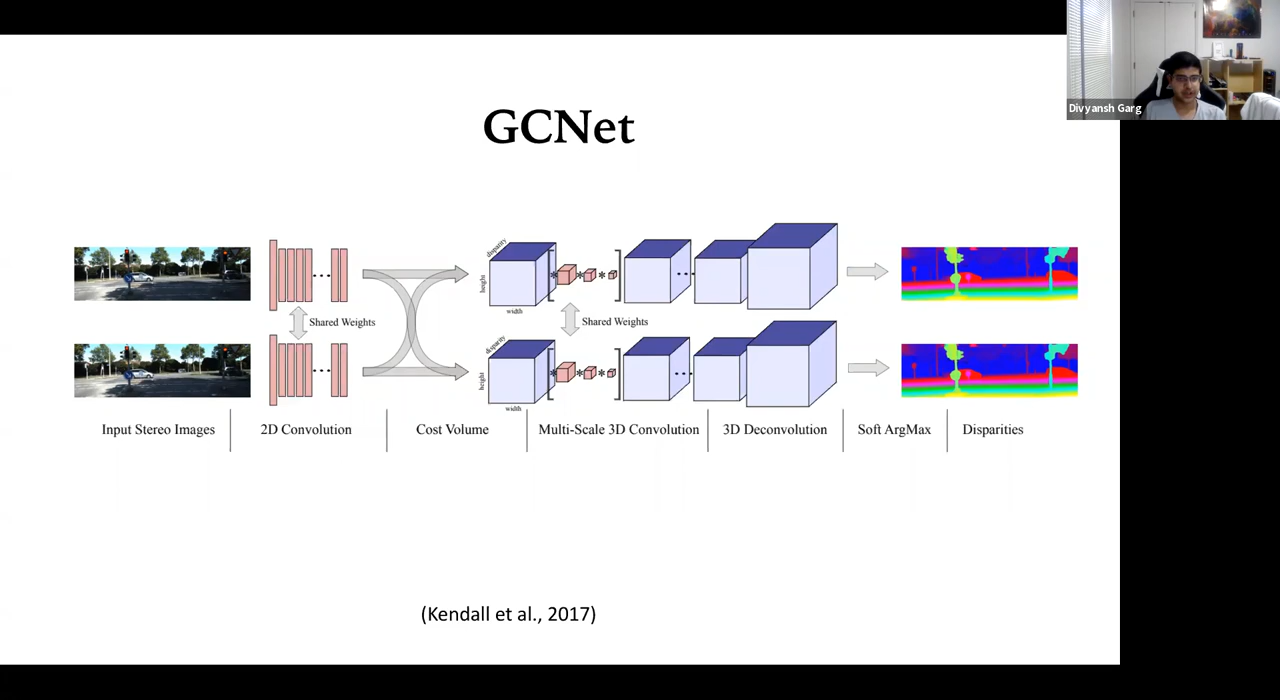 Divyansh Garg
GCNet
disparity
height
width
Shared Weights
Shared Weights
disparity
height
width
Input Stereo Images
2D Convolution
Cost Volume
Multi-Scale 3D Convolution
3D Deconvolution
Soft ArgMax
Disparities
(Kendall et al., 2017)